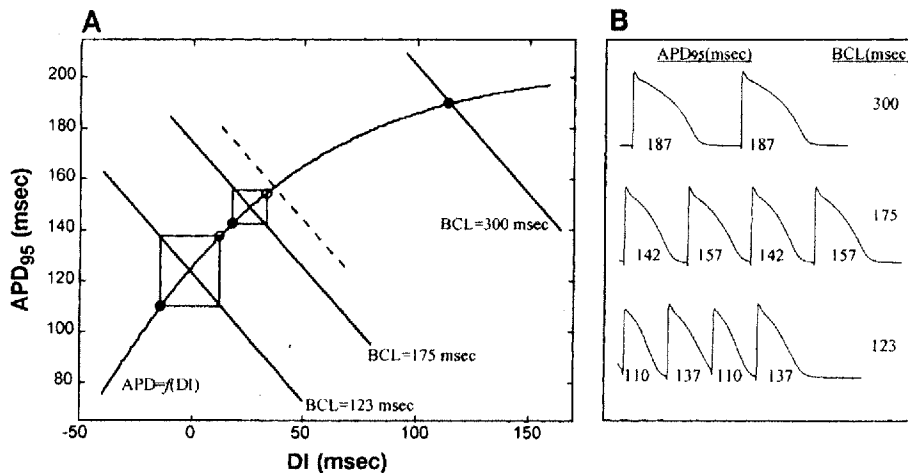 A
APD95 (msec)
200
180
160
140
120
100
80
BCL=300 msec
BCL=175 msec
BCL=123 msec
APD=f(DI)
-50 0 50 100 150
DI (msec)
B
APD95(msec) BCL(msec
187 187 300
142 157 142 157 175
110 137 110 137 123